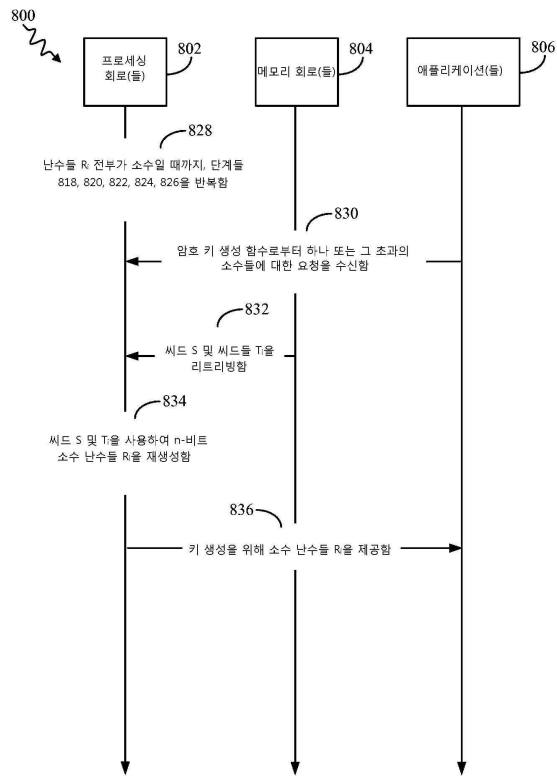 800
프로세싱
회로(들)
802
메모리 회로(들)
804
애플리케이션(들)
806
828
난수들 Rᵢ 전부가 소수일 때까지, 단계들
818, 820, 822, 824, 826을 반복함
830
암호 키 생성 함수로부터 하나 또는 그 초과의
소수들에 대한 요청을 수신함
832
씨드 S 및 씨드들 Tᵢ을
리트리빙함
834
씨드 S 및 Tᵢ을 사용하여 n-비트
소수 난수들 Rᵢ을 재생성함
836
키 생성을 위해 소수 난수들 Rᵢ을 제공함